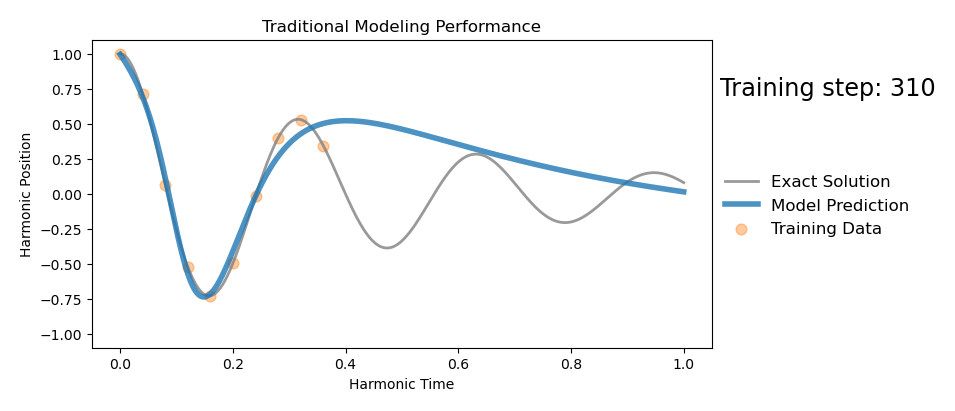 Traditional Modeling Performance
Training step: 310
Harmonic Position
1.00
0.75
0.50
0.25
0.00
−0.25
−0.50
−0.75
−1.00
0.0
0.2
0.4
0.6
0.8
1.0
Harmonic Time
Exact Solution
Model Prediction
Training Data